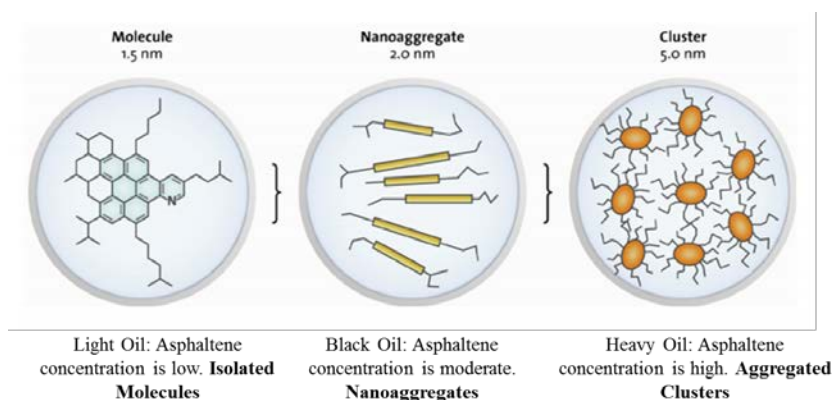 Molecule
1.5 nm
Nanoaggregate
2.0 nm
Cluster
5.0 nm
N
Light Oil: Asphaltene
concentration is low. Isolated
Molecules
Black Oil: Asphaltene
concentration is moderate.
Nanoaggregates
Heavy Oil: Asphaltene
concentration is high. Aggregated
Clusters